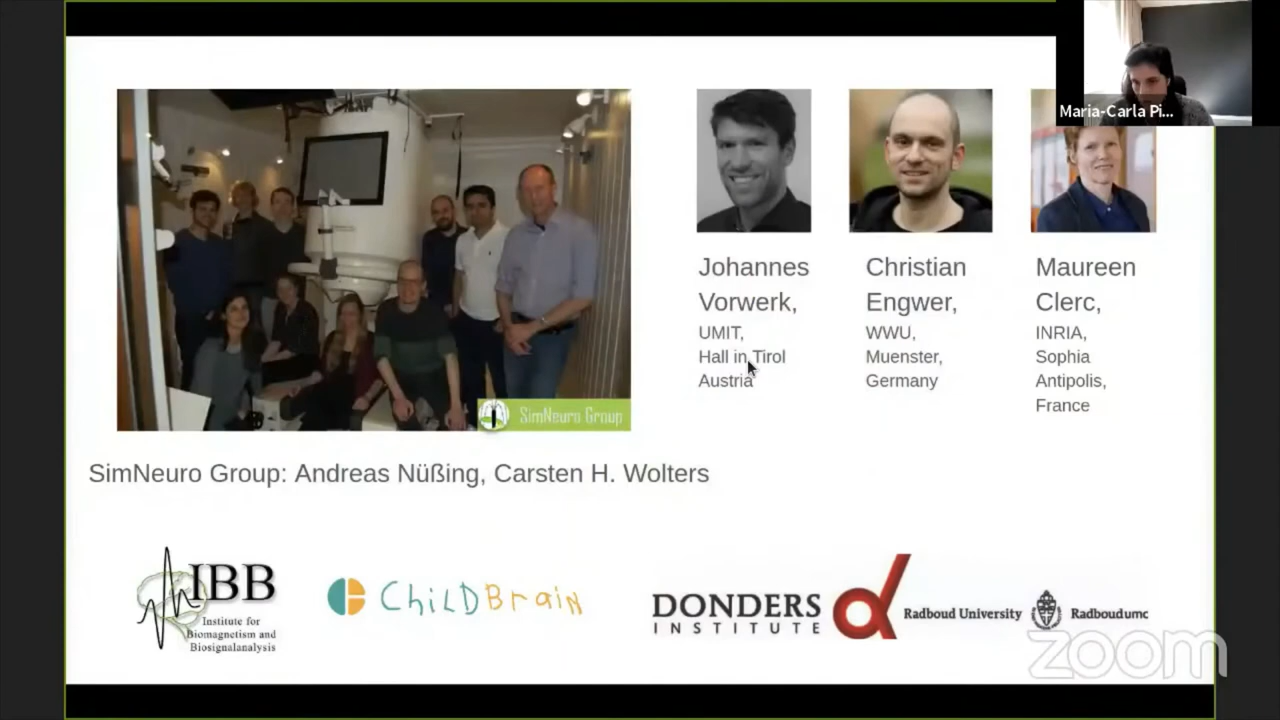 Maria-Carla Pi...
SimNeuro Group
Johannes
Vorwerk,
UMIT,
Hall in Tirol
Austria
Christian
Engwer,
WWU,
Muenster,
Germany
Maureen
Clerc,
INRIA,
Sophia
Antipolis,
France
SimNeuro Group: Andreas Nüßing, Carsten H. Wolters
IBB
Institute for
Biomagnetism and
Biosignalanalysis
ChiLDBraiN
DONDERS
INSTITUTE
Radboud University
Radboudumc
zoom